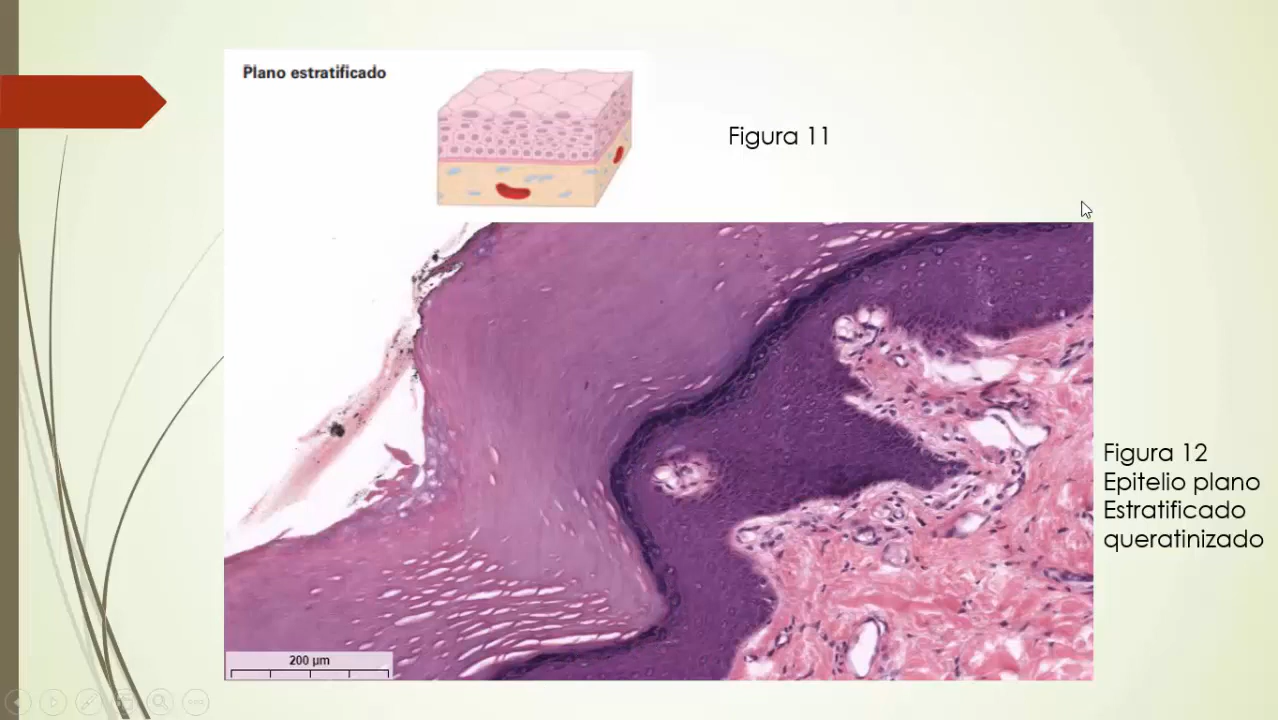 Plano estratificado
Figura 11
Figura 12
Epitelio plano
Estratificado
queratinizado
200 µm